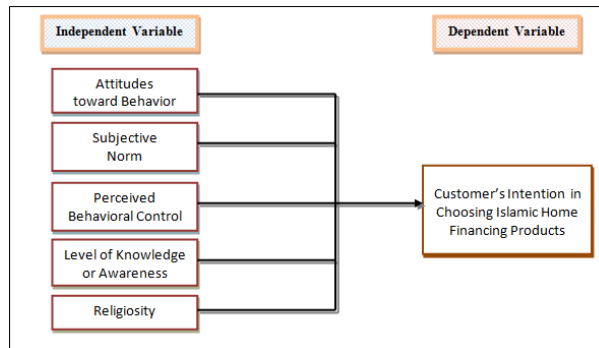 Independent Variable
Dependent Variable
Attitudes
toward Behavior
Subjective
Norm
Perceived
Behavioral Control
Level of Knowledge
or Awareness
Religiosity
Customer's Intention in
Choosing Islamic Home
Financing Products